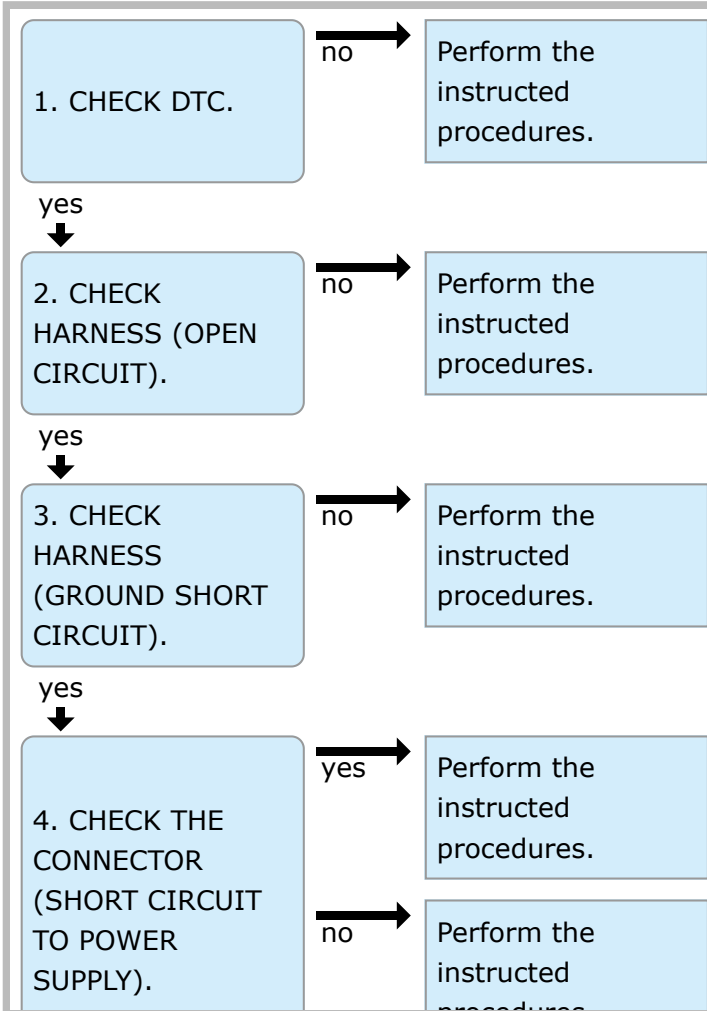 1. CHECK DTC.
no
Perform the
instructed
procedures.
yes
2. CHECK
HARNESS (OPEN
CIRCUIT).
no
Perform the
instructed
procedures.
yes
3. CHECK
HARNESS
(GROUND SHORT
CIRCUIT).
no
Perform the
instructed
procedures.
yes
4. CHECK THE
CONNECTOR
(SHORT CIRCUIT
TO POWER
SUPPLY).
yes
Perform the
instructed
procedures.
no
Perform the
instructed
procedures